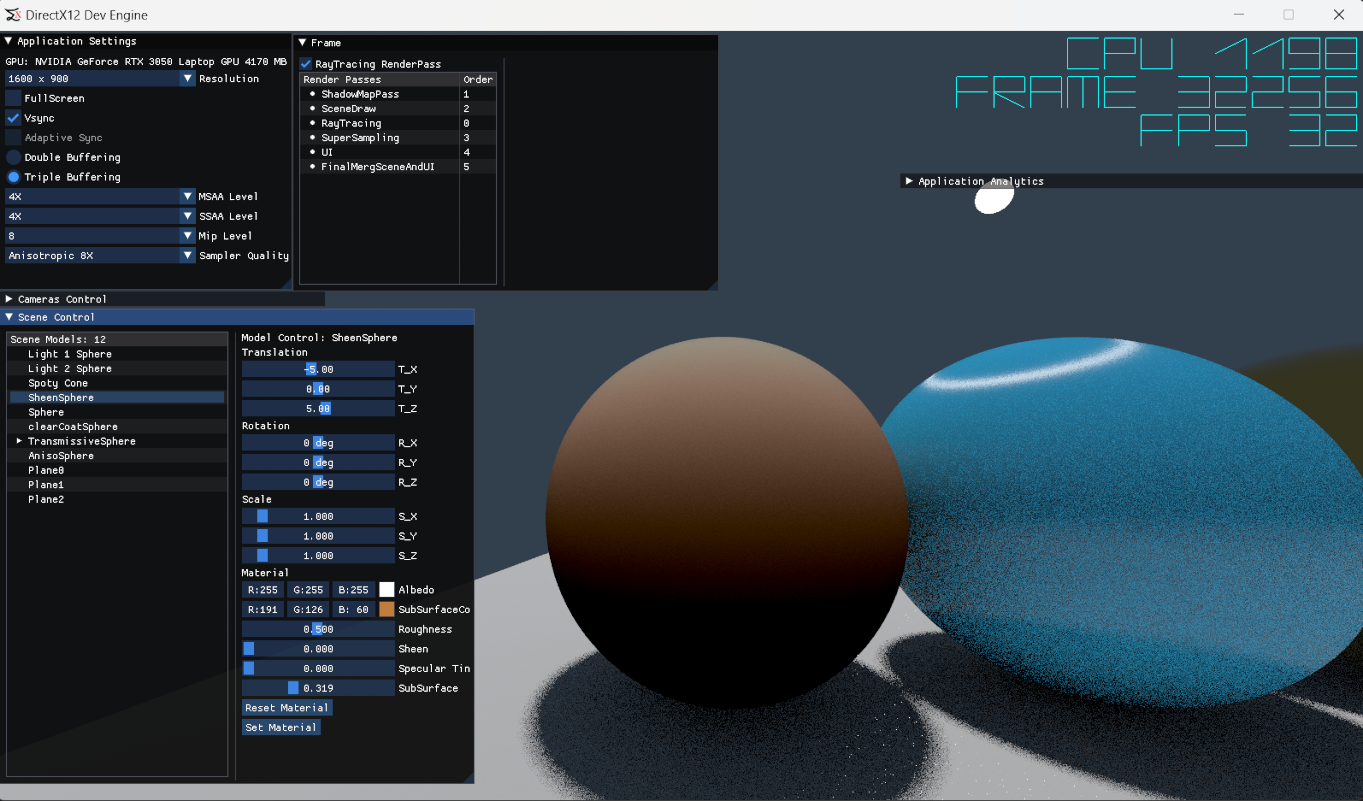 DirectX12 Dev Engine
Application Settings
GPU: NVIDIA GeForce RTX 3050 Laptop GPU 4170 MB
1600 x 900 Resolution
FullScreen
Vsync
Adaptive Sync
Double Buffering
Triple Buffering
4X MSAA Level
4X SSAA Level
8 Mip Level
Anisotropic 8X Sampler Quality
Frame
RayTracing RenderPass
Render Passes Order
ShadowMapPass 1
SceneDraw 2
RayTracing 0
SuperSampling 3
UI 4
FinalMergSceneAndUI 5
CPU 1198
FRAME 32256
FPS 32
Application Analytics
Cameras Control
Scene Control
Scene Models: 12
Light 1 Sphere
Light 2 Sphere
Spoty Cone
SheenSphere
Sphere
clearCoatSphere
TransmissiveSphere
AnisoSphere
Plane0
Plane1
Plane2
Model Control: SheenSphere
Translation
-5.00 T_X
0.00 T_Y
5.00 T_Z
Rotation
0 deg R_X
0 deg R_Y
0 deg R_Z
Scale
1.000 S_X
1.000 S_Y
1.000 S_Z
Material
R:255 G:255 B:255 Albedo
R:191 G:126 B: 60 SubSurfaceCo
0.500 Roughness
0.000 Sheen
0.000 Specular Tin
0.319 SubSurface
Reset Material
Set Material